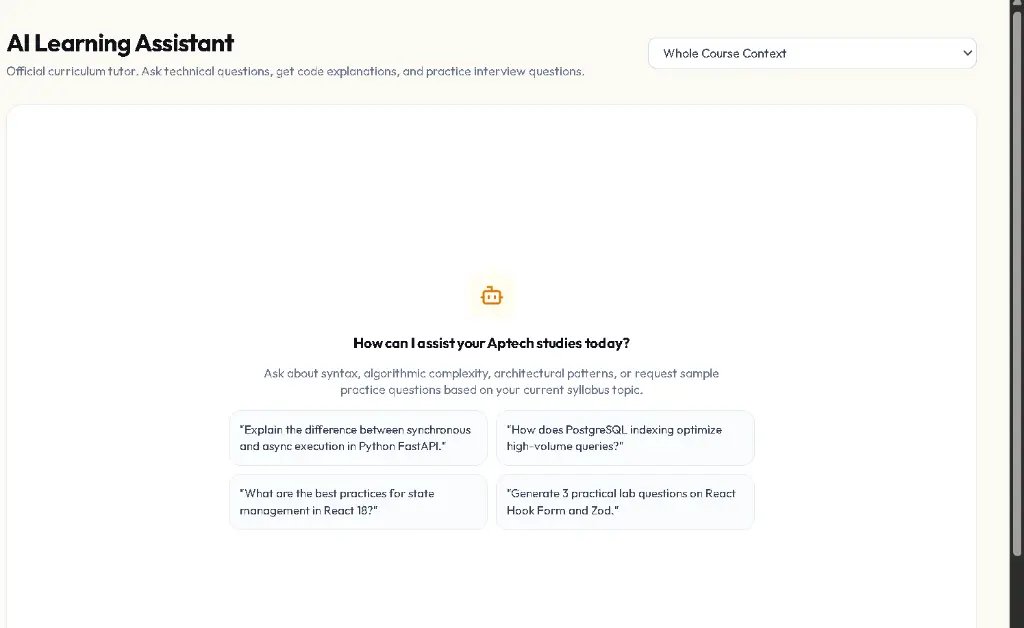 AI Learning Assistant
Official curriculum tutor. Ask technical questions, get code explanations, and practice interview questions.
Whole Course Context
How can I assist your Aptech studies today?
Ask about syntax, algorithmic complexity, architectural patterns, or request sample
practice questions based on your current syllabus topic.
"Explain the difference between synchronous
and async execution in Python FastAPI."
"How does PostgreSQL indexing optimize
high-volume queries?"
"What are the best practices for state
management in React 18?"
"Generate 3 practical lab questions on React
Hook Form and Zod."